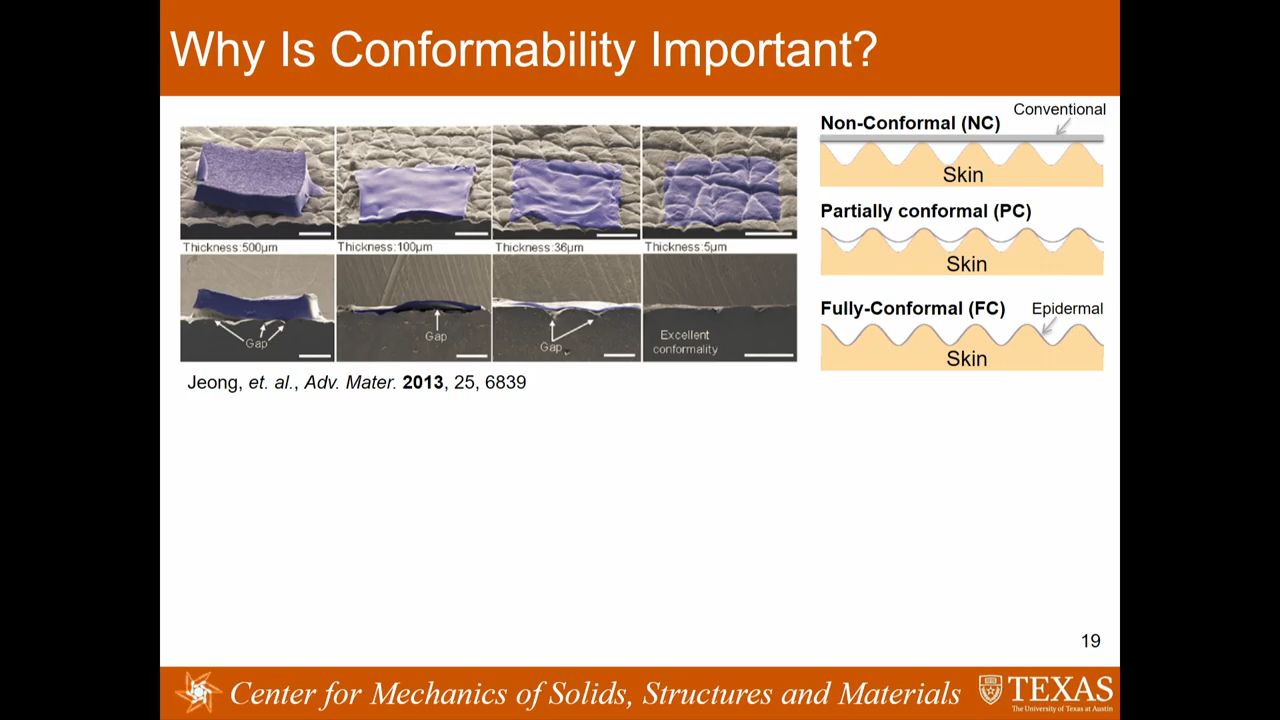 Why Is Conformability Important?
Thickness:500μm
Thickness:100μm
Thickness:36μm
Thickness:5μm
Gap
Gap
Gap
Excellent
conformality
Jeong, et. al., Adv. Mater. 2013, 25, 6839
Conventional
Non-Conformal (NC)
Skin
Partially conformal (PC)
Skin
Fully-Conformal (FC)
Epidermal
Skin
19
Center for Mechanics of Solids, Structures and Materials
TEXAS
The University of Texas at Austin